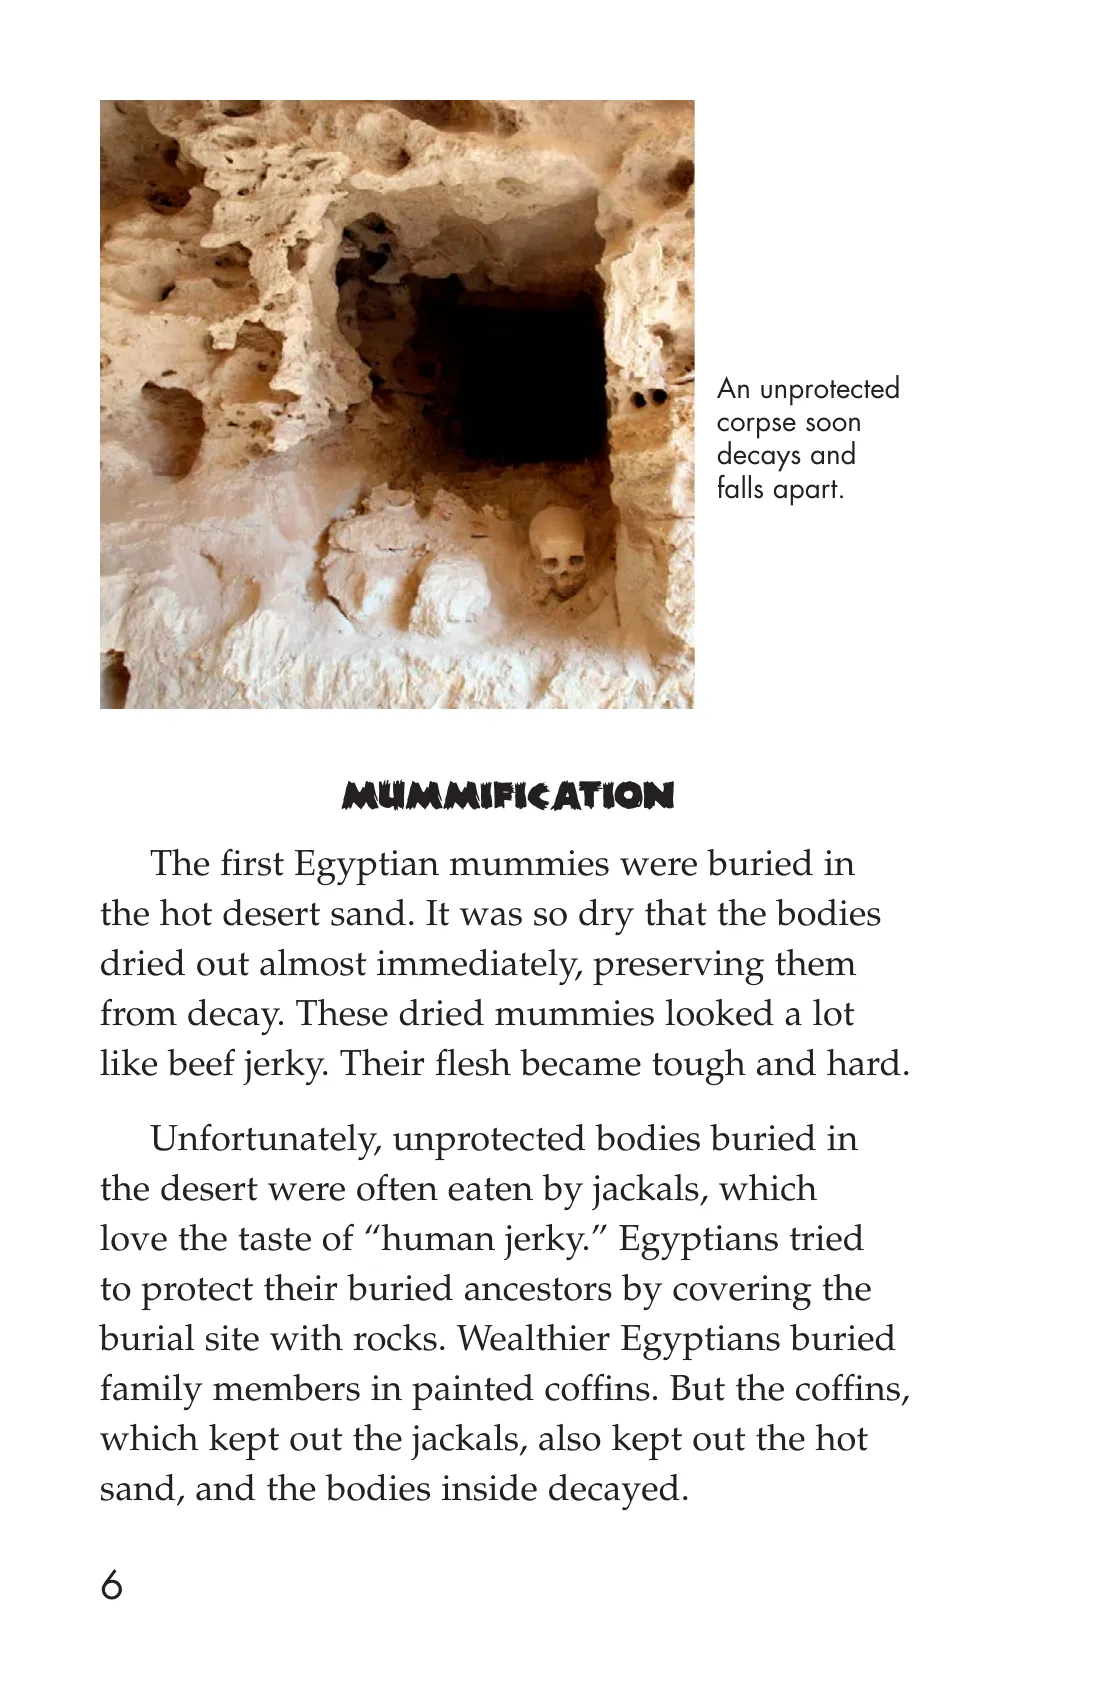 An unprotected
corpse soon
decays and
falls apart.
MUMMIFICATION
The first Egyptian mummies were buried in
the hot desert sand. It was so dry that the bodies
dried out almost immediately, preserving them
from decay. These dried mummies looked a lot
like beef jerky. Their flesh became tough and hard.
Unfortunately, unprotected bodies buried in
the desert were often eaten by jackals, which
love the taste of “human jerky.” Egyptians tried
to protect their buried ancestors by covering the
burial site with rocks. Wealthier Egyptians buried
family members in painted coffins. But the coffins,
which kept out the jackals, also kept out the hot
sand, and the bodies inside decayed.
6